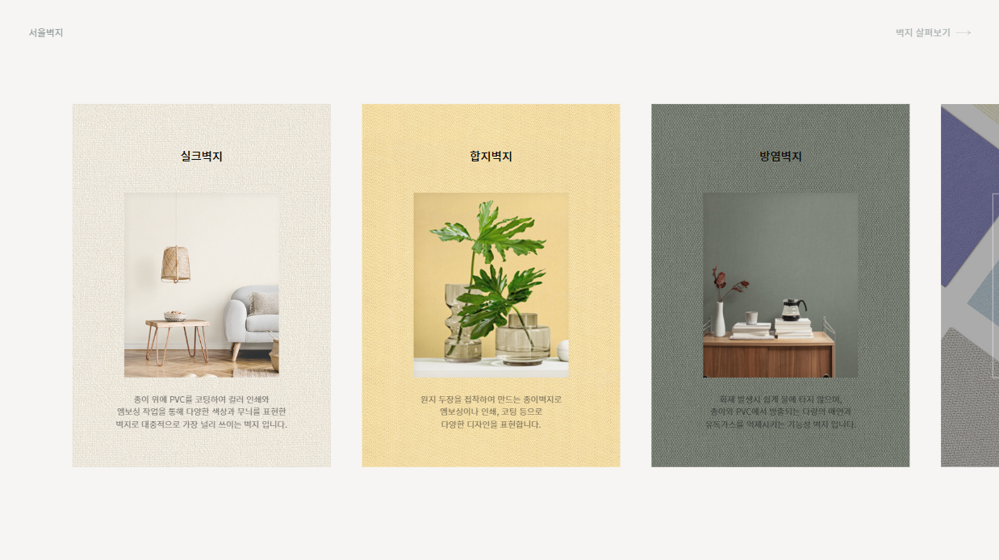 서울벽지
벽지 살펴보기
실크벽지
종이 위에 PVC를 코팅하여 컬러 인쇄와
엠보싱 작업을 통해 다양한 색상과 무늬를 표현한
벽지로 대중적으로 가장 널리 쓰이는 벽지 입니다.
합지벽지
원지 두장을 접착하여 만드는 종이벽지로
엠보싱이나 인쇄, 코팅 등으로
다양한 디자인을 표현합니다.
방염벽지
화재 발생시 쉽게 불에 타지 않으며,
종이와 PVC에서 방출되는 다량의 매연과
유독가스를 억제시키는 기능성 벽지 입니다.